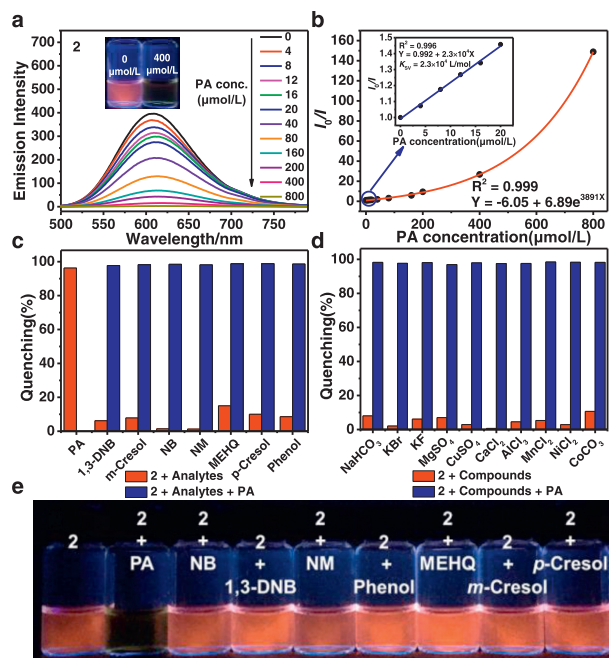 a
2
0
μmol/L
400
μmol/L
PA conc.
(μmol/L)
0
4
8
12
16
20
40
80
160
200
400
800
Emission Intensity
700
600
500
400
300
200
100
0
500
600
700
Wavelength/nm
b
I0/I
160
140
120
100
80
60
40
20
0
R² = 0.996
Y = 0.992 + 2.3×10⁴X
KSV = 2.3×10⁴ L/mol
I0/I
1.5
1.4
1.3
1.2
1.1
1.0
0
5
10
15
20
PA concentration(μmol/L)
R² = 0.999
Y = -6.05 + 6.89e^3891X
0
200
400
600
800
PA concentration(μmol/L)
c
Quenching(%)
100
80
60
40
20
0
PA
1,3-DNB
m-Cresol
NB
NM
MEHQ
p-Cresol
Phenol
2 + Analytes
2 + Analytes + PA
d
Quenching(%)
100
80
60
40
20
0
NaHCO₃
KBr
KF
MgSO₄
CuSO₄
CaCl₂
AlCl₃
MnCl₂
NiCl₂
CoCO₃
2 + Compounds
2 + Compounds + PA
e
2
2
+
PA
2
+
NB
2
+
1,3-DNB
2
+
NM
2
+
Phenol
2
+
MEHQ
2
+
m-Cresol
2
+
p-Cresol